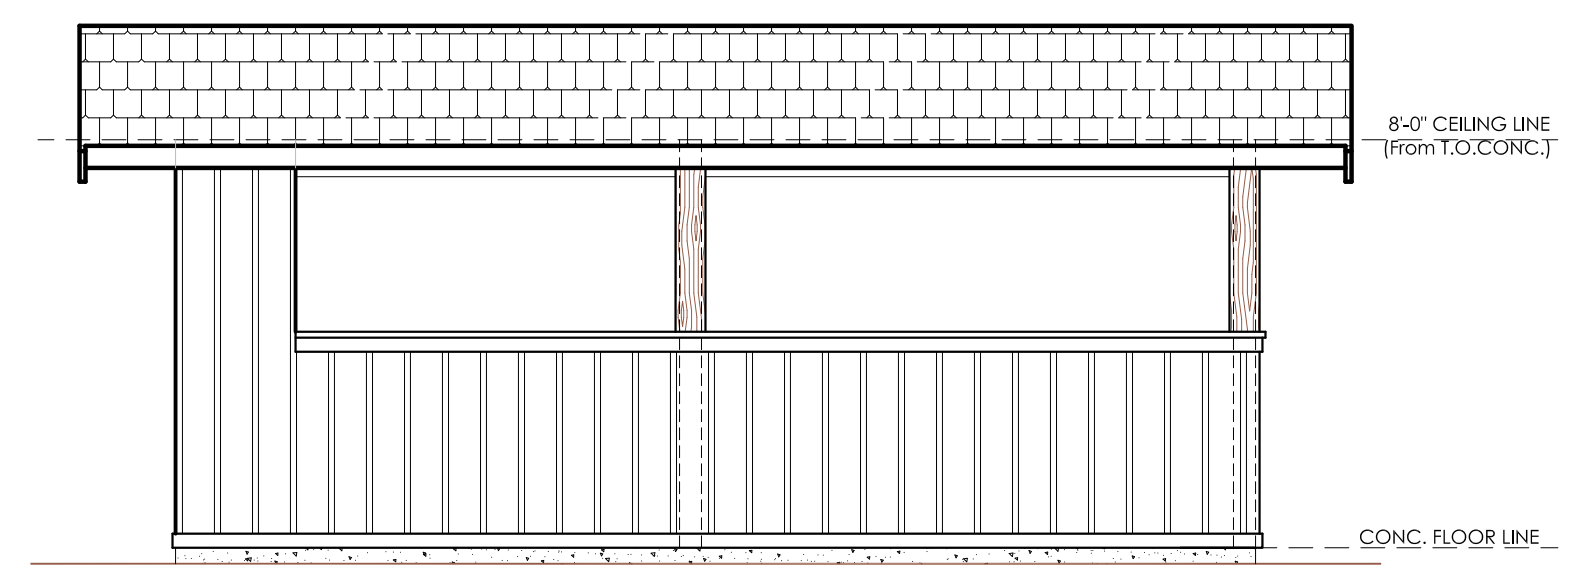 8'-0" CEILING LINE
(From T.O.CONC.)
CONC. FLOOR LINE